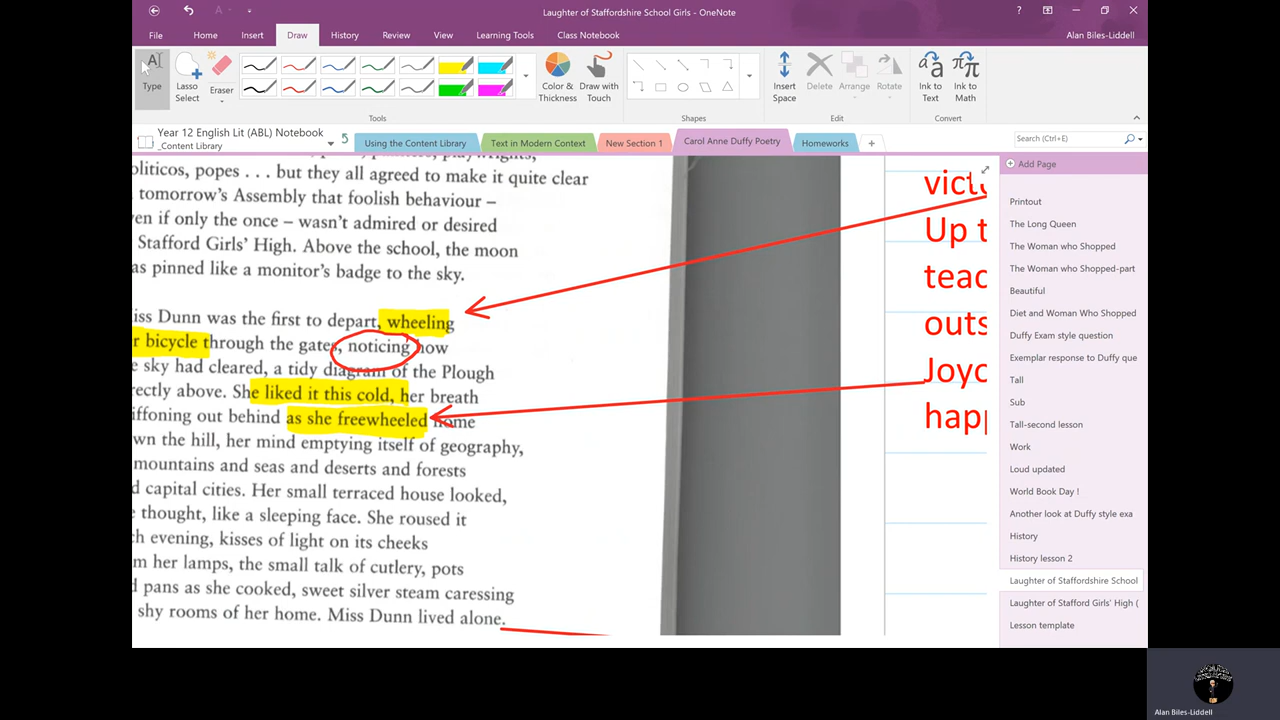 Laughter of Staffordshire School Girls - OneNote
?
File
Home
Insert
Draw
History
Review
View
Learning Tools
Class Notebook
Alan Biles-Liddell
Type
Lasso Select
Eraser
Color & Thickness
Draw with Touch
Insert Space
Delete
Arrange
Rotate
Ink to Text
Ink to Math
Tools
Shapes
Edit
Convert
Year 12 English Lit (ABL) Notebook
_Content Library
Using the Content Library
Text in Modern Context
New Section 1
Carol Anne Duffy Poetry
Homeworks
Search (Ctrl+E)
oliticos, popes . . . but they all agreed to make it quite clear
tomorrow's Assembly that foolish behaviour –
en if only the once – wasn't admired or desired
Stafford Girls' High. Above the school, the moon
as pinned like a monitor's badge to the sky.
iss Dunn was the first to depart, wheeling
r bicycle through the gates, noticing how
e sky had cleared, a tidy diagram of the Plough
rectly above. She liked it this cold, her breath
iffoning out behind as she freewheeled home
wn the hill, her mind emptying itself of geography,
mountains and seas and deserts and forests
d capital cities. Her small terraced house looked,
e thought, like a sleeping face. She roused it
ch evening, kisses of light on its cheeks
m her lamps, the small talk of cutlery, pots
d pans as she cooked, sweet silver steam caressing
shy rooms of her home. Miss Dunn lived alone.
Up t
teac
outs
Joyc
happ
Add Page
Printout
The Long Queen
The Woman who Shopped
The Woman who Shopped-part
Beautiful
Diet and Woman Who Shopped
Duffy Exam style question
Exemplar response to Duffy que
Tall
Sub
Tall-second lesson
Work
Loud updated
World Book Day !
Another look at Duffy style exa
History
History lesson 2
Laughter of Staffordshire School
Laughter of Stafford Girls' High (
Lesson template
Alan Biles-Liddell